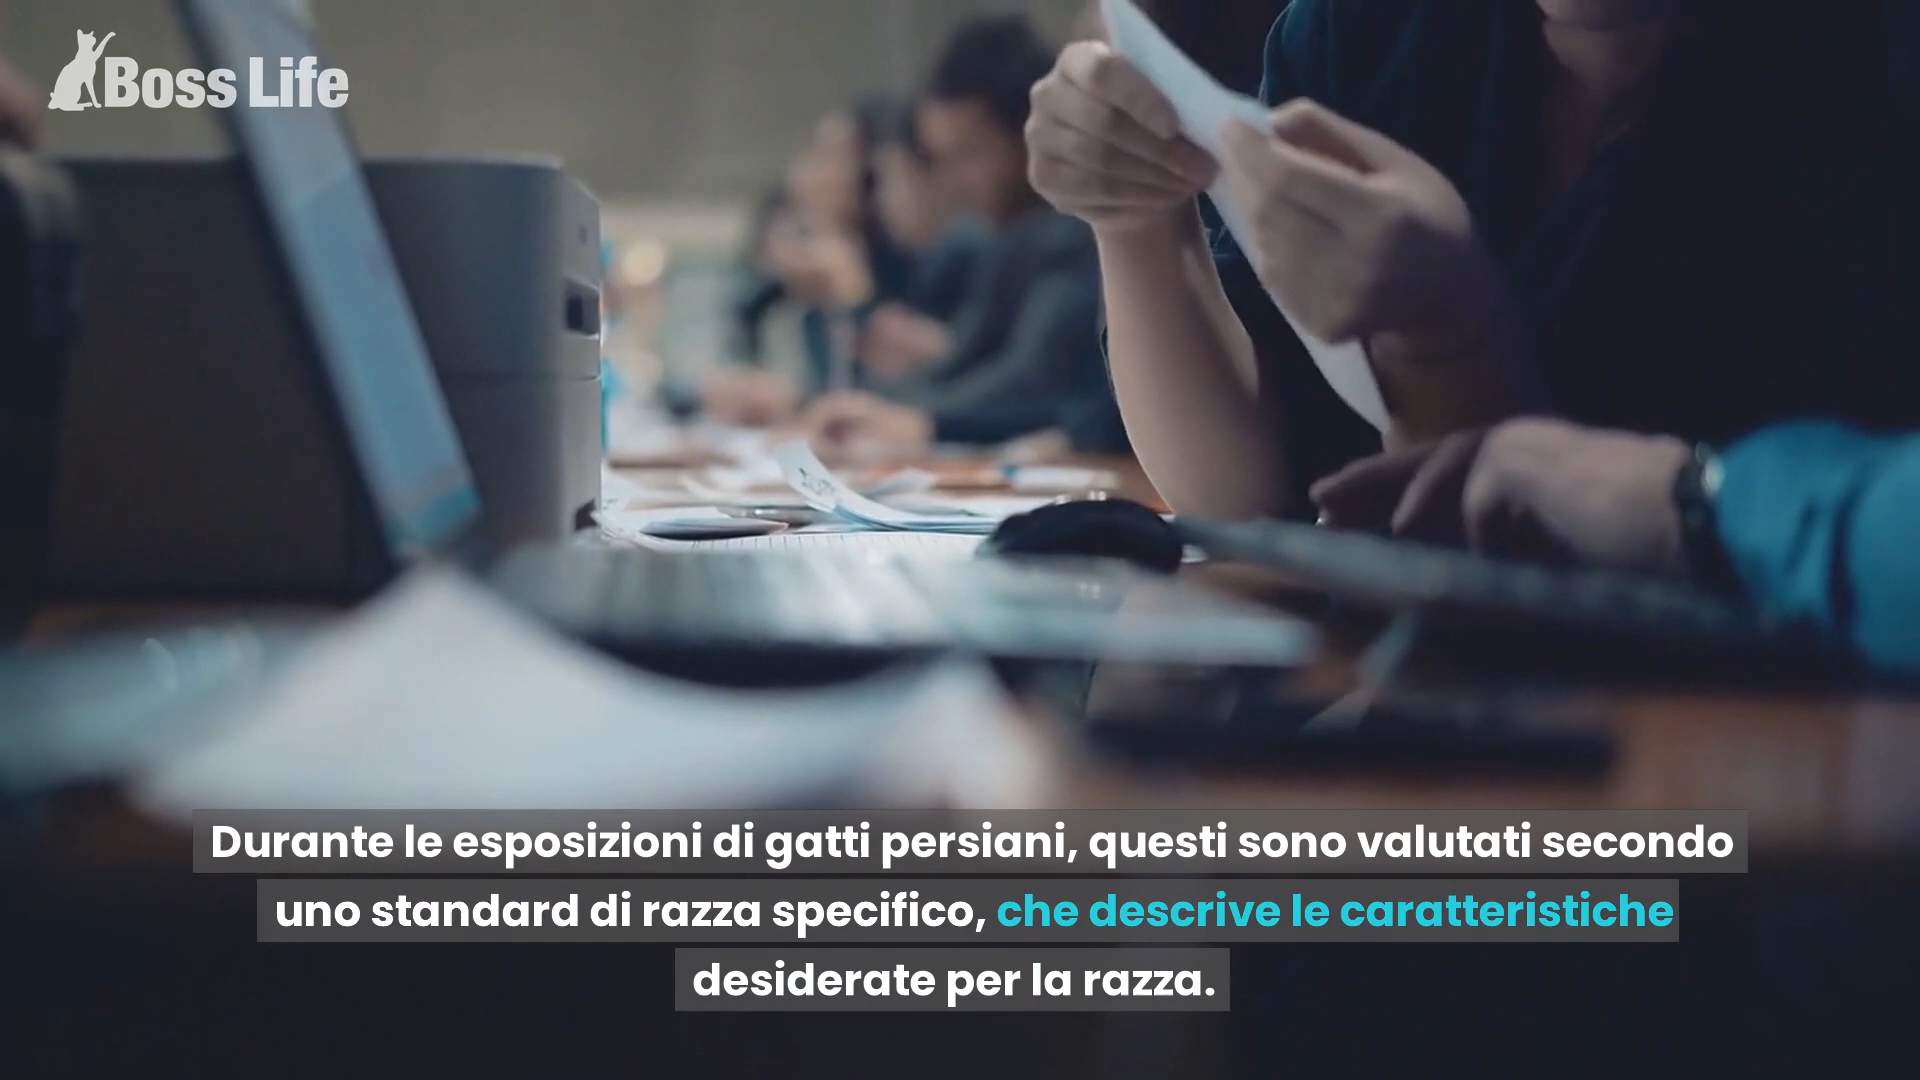 Boss Life
Durante le esposizioni di gatti persiani, questi sono valutati secondo
uno standard di razza specifico, che descrive le caratteristiche
desiderate per la razza.